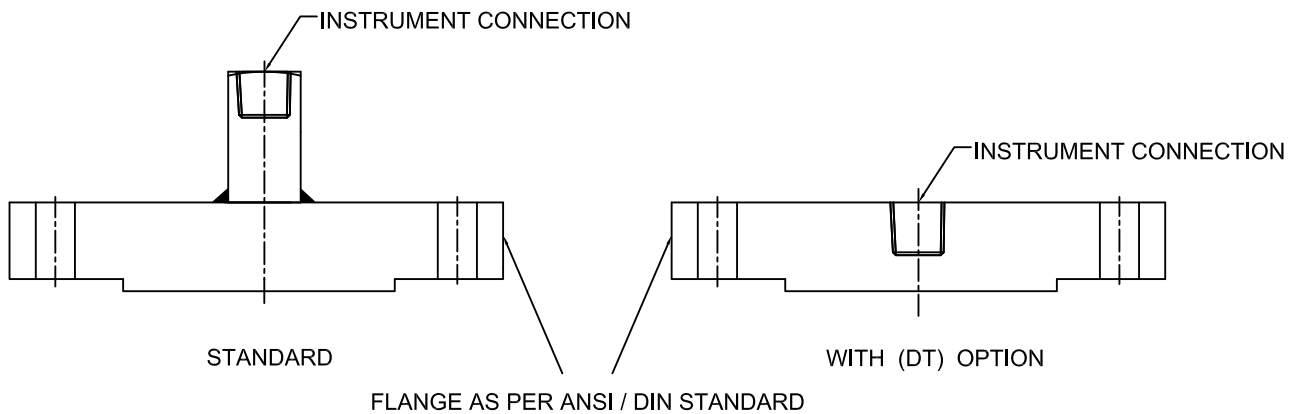 INSTRUMENT CONNECTION
INSTRUMENT CONNECTION
STANDARD
WITH (DT) OPTION
FLANGE AS PER ANSI / DIN STANDARD